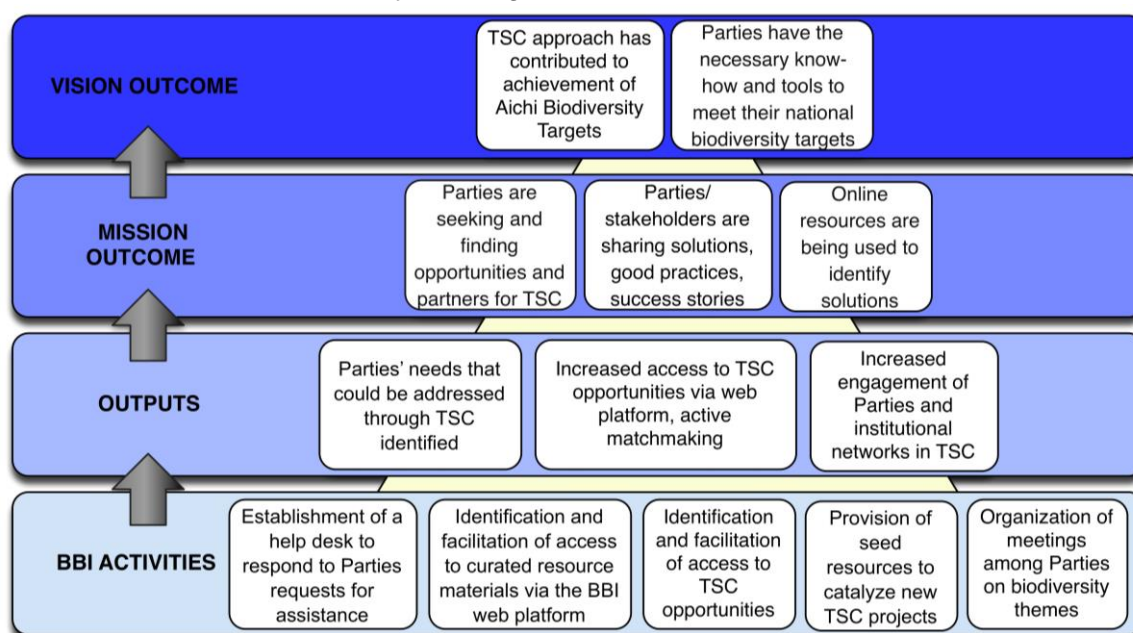 VISION OUTCOME
TSC approach has
contributed to
achievement of
Aichi Biodiversity
Targets
Parties have the
necessary know-
how and tools to
meet their national
biodiversity targets
MISSION
OUTCOME
Parties are
seeking and
finding
opportunities and
partners for TSC
Parties/
stakeholders are
sharing solutions,
good practices,
success stories
Online
resources are
being used to
identify
solutions
OUTPUTS
Parties' needs that
could be addressed
through TSC
identified
Increased access to TSC
opportunities via web
platform, active
matchmaking
Increased
engagement of
Parties and
institutional
networks in TSC
BBI ACTIVITIES
Establishment of a
help desk to
respond to Parties
requests for
assistance
Identification and
facilitation of access
to curated resource
materials via the BBI
web platform
Identification
and facilitation
of access to
TSC
opportunities
Provision of
seed
resources to
catalyze new
TSC projects
Organization of
meetings
among Parties
on biodiversity
themes